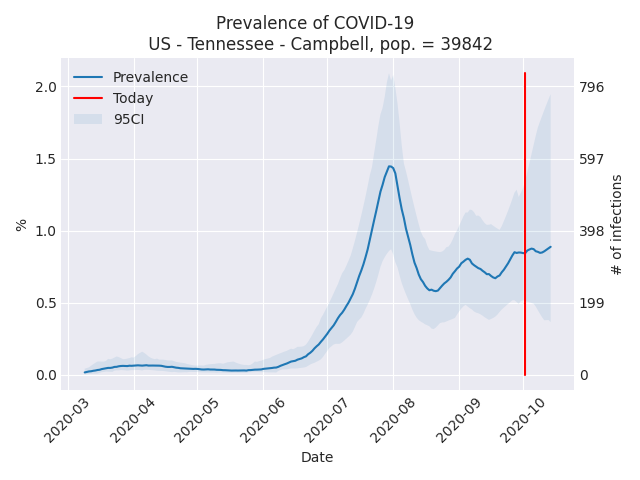 Prevalence of COVID-19
US - Tennessee - Campbell, pop. = 39842
Prevalence
Today
95CI
2.0
1.5
1.0
0.5
0.0
%
796
597
398
199
0
# of infections
2020-03
2020-04
2020-05
2020-06
2020-07
2020-08
2020-09
2020-10
Date